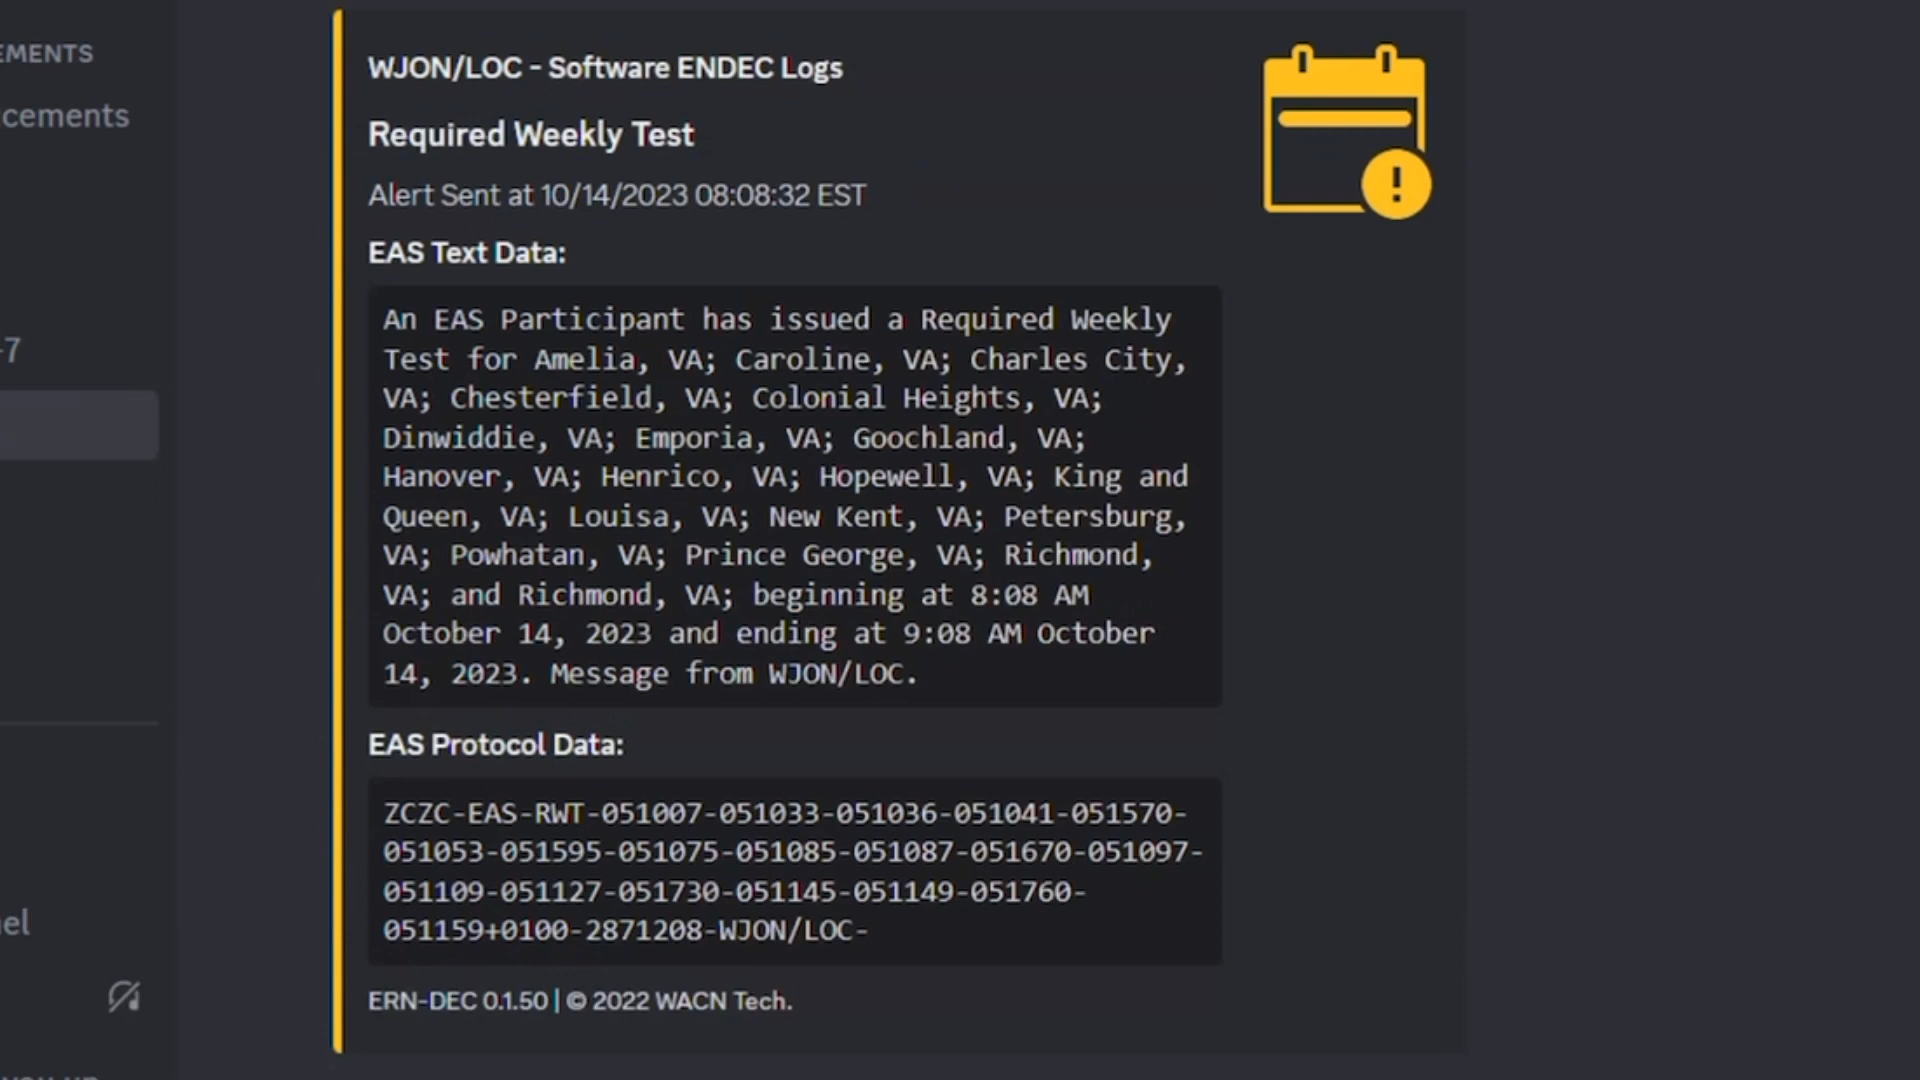 EMENTS
cements
-7
el
WJON/LOC - Software ENDEC Logs
Required Weekly Test
Alert Sent at 10/14/2023 08:08:32 EST
EAS Text Data:
An EAS Participant has issued a Required Weekly
Test for Amelia, VA; Caroline, VA; Charles City,
VA; Chesterfield, VA; Colonial Heights, VA;
Dinwiddie, VA; Emporia, VA; Goochland, VA;
Hanover, VA; Henrico, VA; Hopewell, VA; King and
Queen, VA; Louisa, VA; New Kent, VA; Petersburg,
VA; Powhatan, VA; Prince George, VA; Richmond,
VA; and Richmond, VA; beginning at 8:08 AM
October 14, 2023 and ending at 9:08 AM October
14, 2023. Message from WJON/LOC.
EAS Protocol Data:
ZCZC-EAS-RWT-051007-051033-051036-051041-051570-
051053-051595-051075-051085-051087-051670-051097-
051109-051127-051730-051145-051149-051760-
051159+0100-2871208-WJON/LOC-
ERN-DEC 0.1.50 | © 2022 WACN Tech.